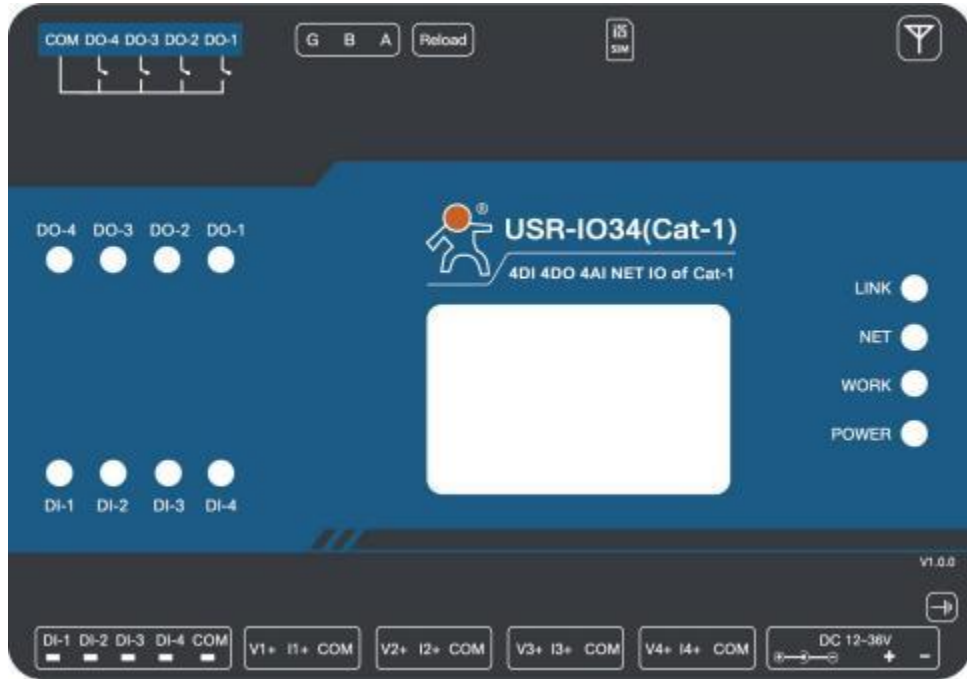 COM DO-4 DO-3 DO-2 DO-1
G B A
Reload
SIM
DO-4 DO-3 DO-2 DO-1
®
USR-IO34(Cat-1)
4DI 4DO 4AI NET IO of Cat-1
LINK
NET
WORK
POWER
DI-1 DI-2 DI-3 DI-4
V1.0.0
DI-1 DI-2 DI-3 DI-4 COM
V1+ I1+ COM
V2+ I2+ COM
V3+ I3+ COM
V4+ I4+ COM
DC 12-36V
+ -